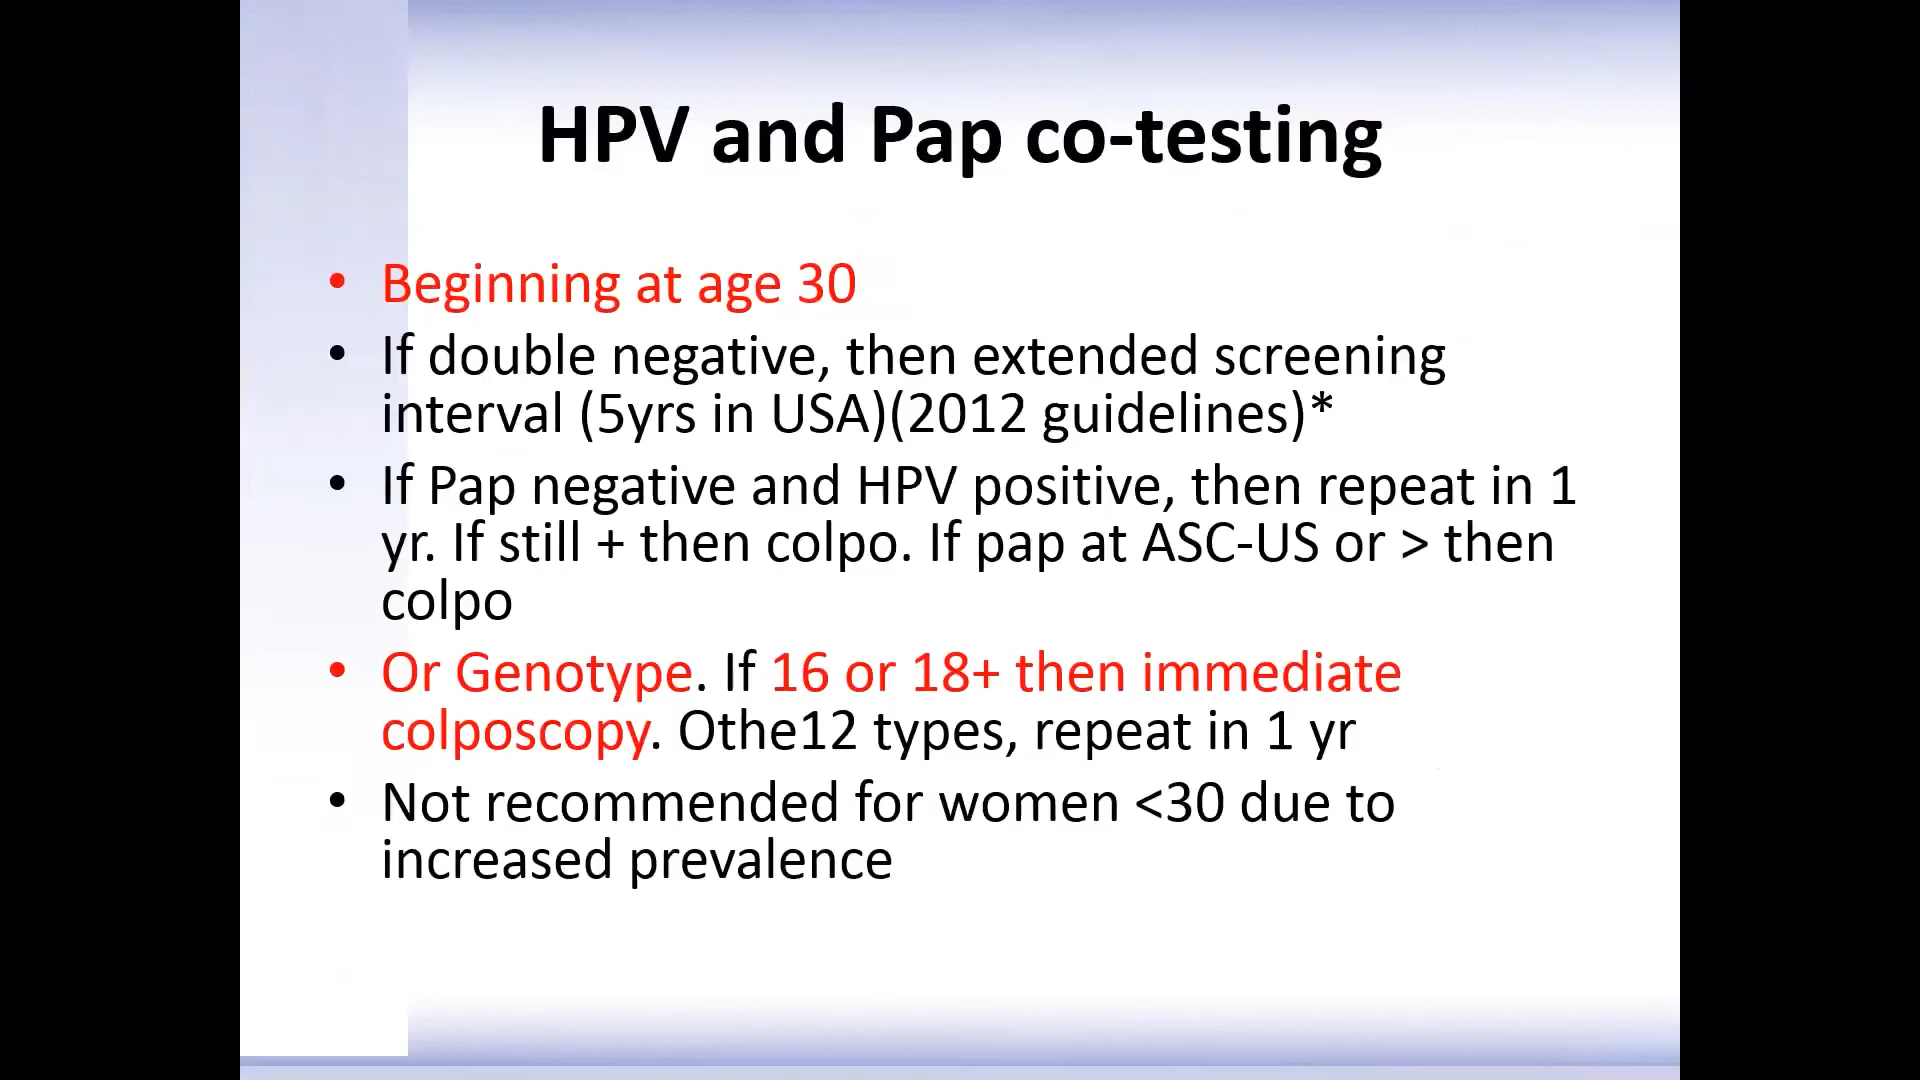 HPV and Pap co-testing
• Beginning at age 30
• If double negative, then extended screening
interval (5yrs in USA)(2012 guidelines)*
• If Pap negative and HPV positive, then repeat in 1
yr. If still + then colpo. If pap at ASC-US or > then
colpo
• Or Genotype. If 16 or 18+ then immediate
colposcopy. Othe12 types, repeat in 1 yr
• Not recommended for women <30 due to
increased prevalence